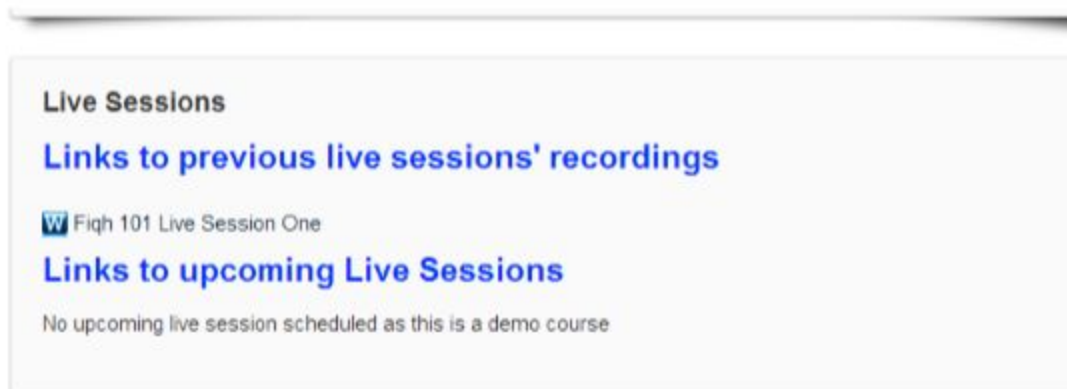 Live Sessions
Links to previous live sessions' recordings
W Fiqh 101 Live Session One
Links to upcoming Live Sessions
No upcoming live session scheduled as this is a demo course